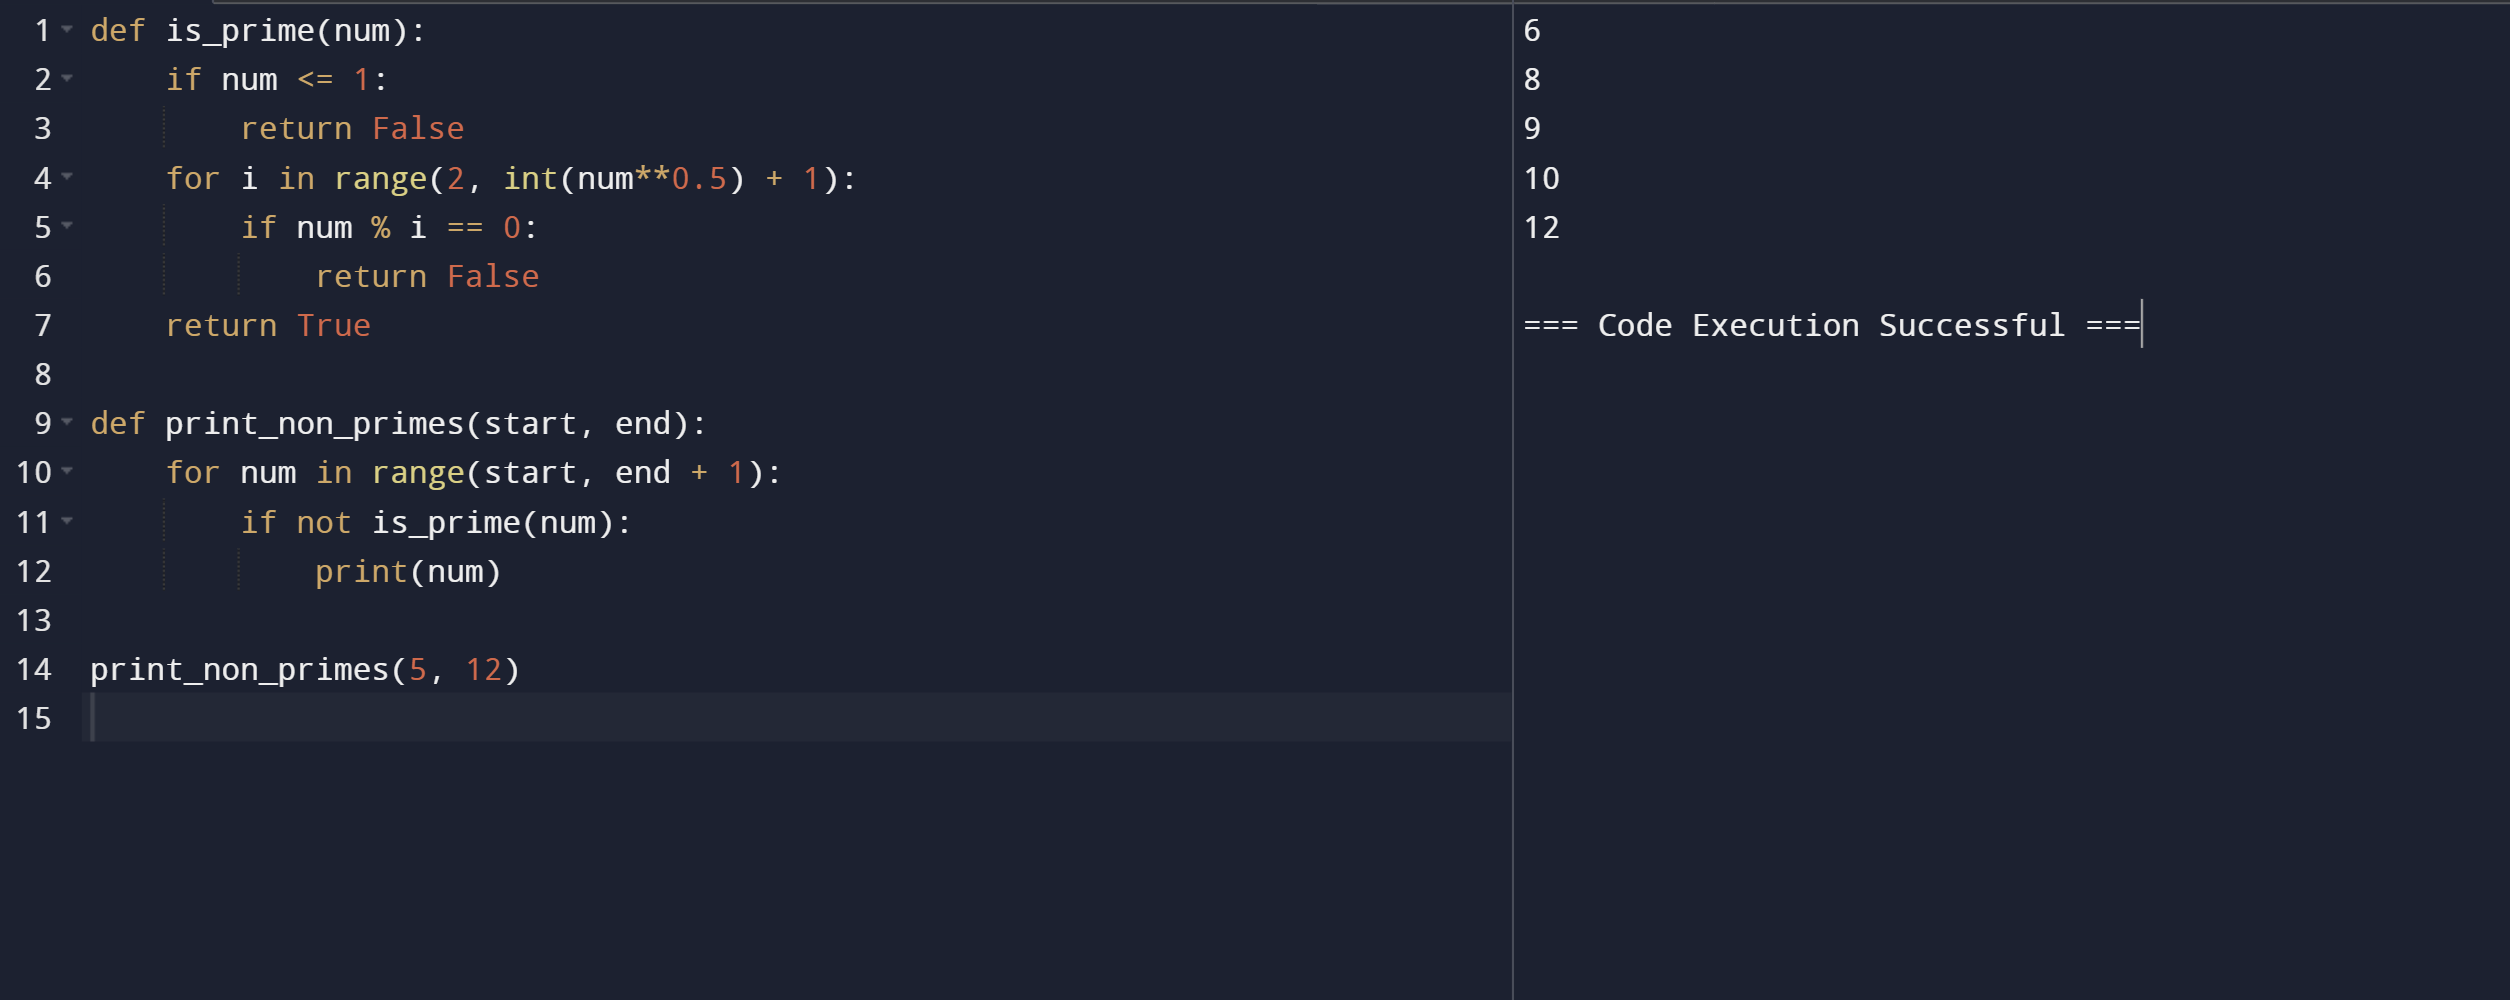 1 def is_prime(num):
2     if num <= 1:
3         return False
4     for i in range(2, int(num**0.5) + 1):
5         if num % i == 0:
6             return False
7     return True
8
9 def print_non_primes(start, end):
10     for num in range(start, end + 1):
11         if not is_prime(num):
12             print(num)
13
14 print_non_primes(5, 12)
15
6
8
9
10
12
=== Code Execution Successful ===